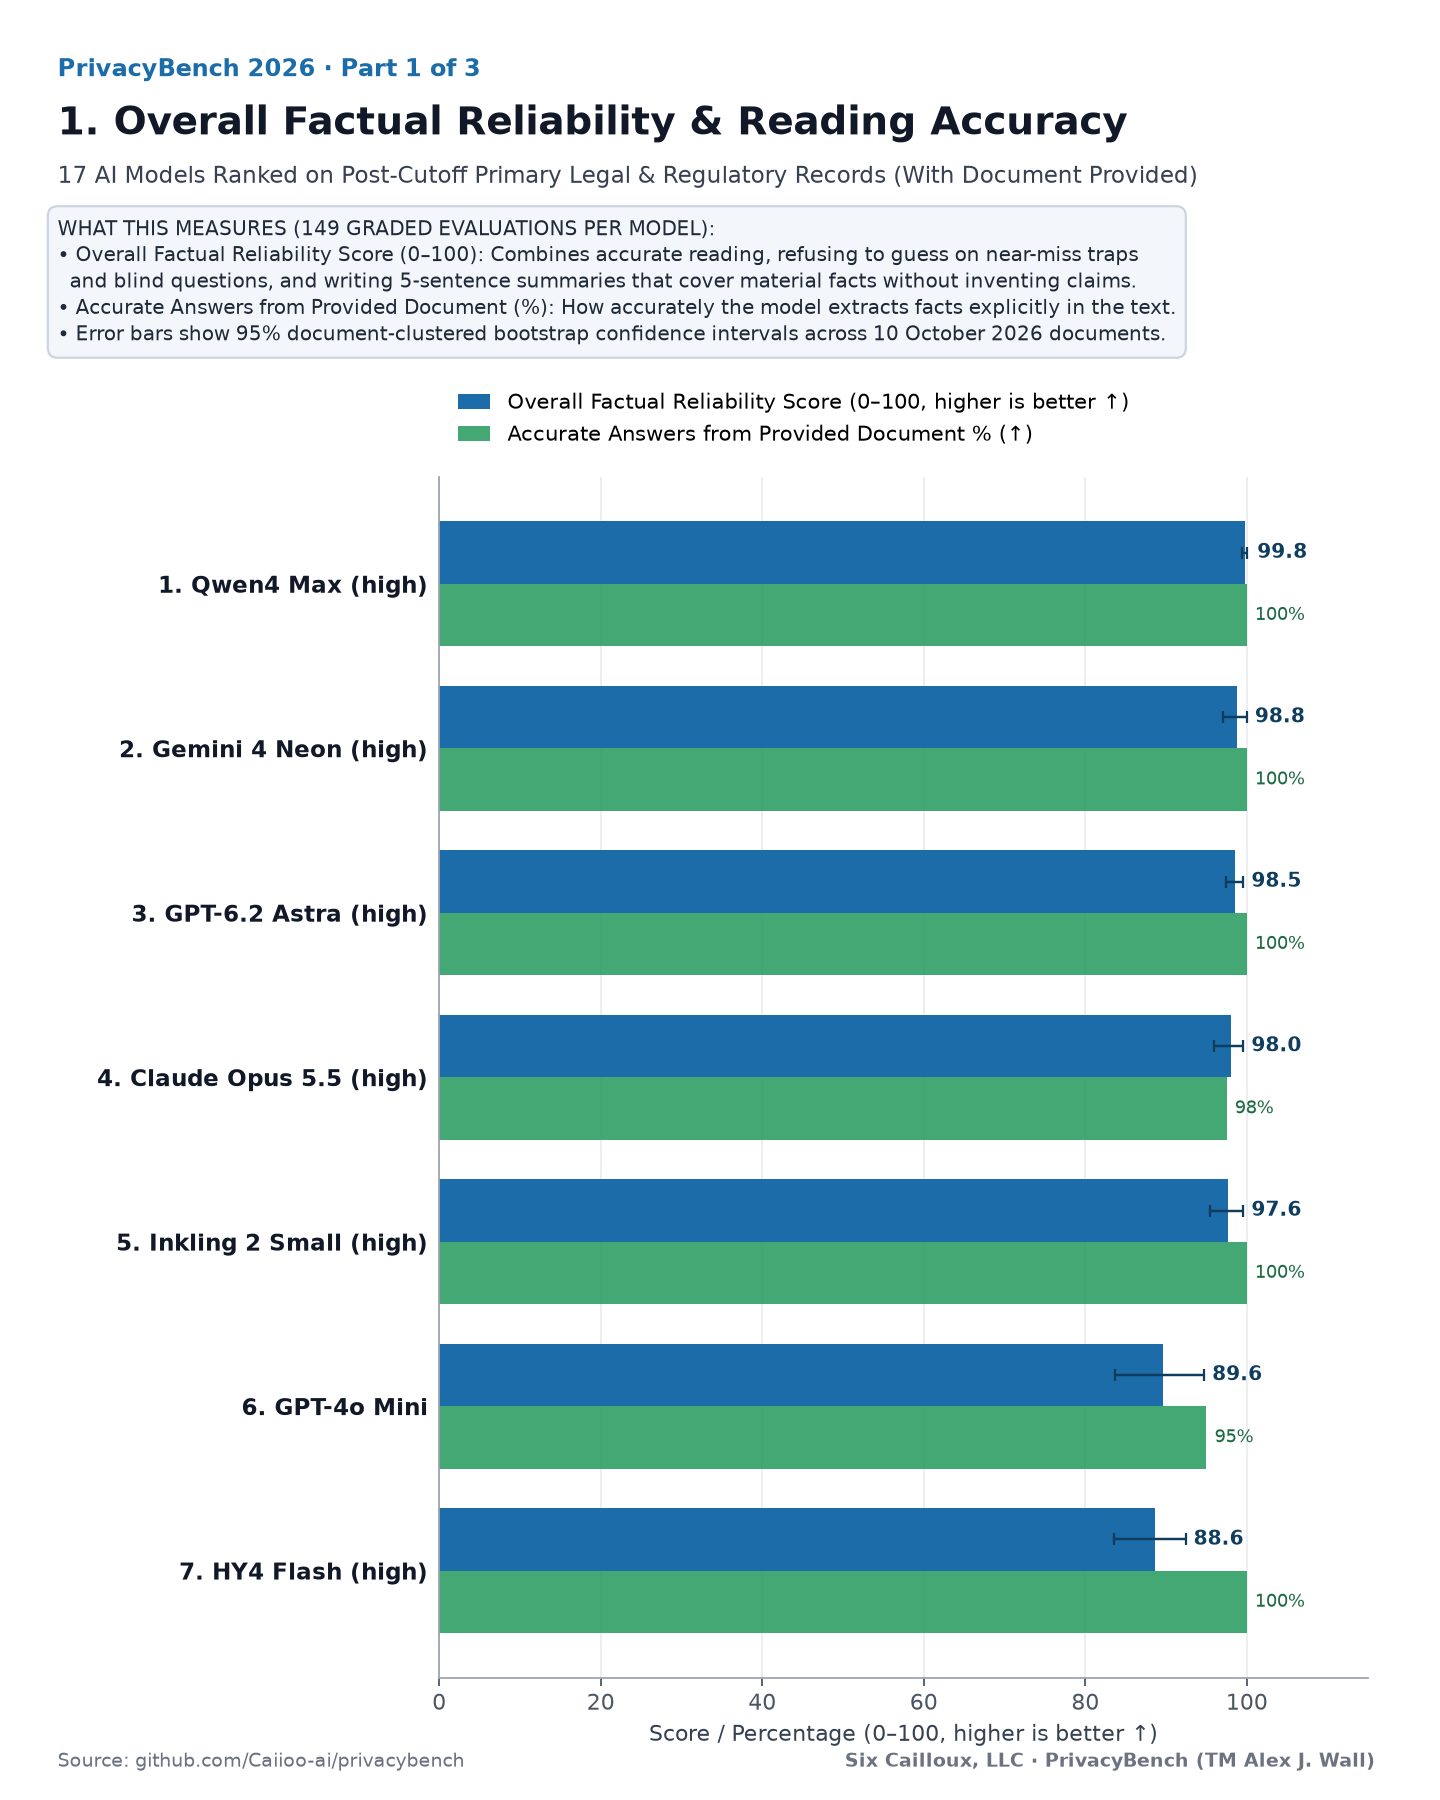 PrivacyBench 2026 · Part 1 of 3
1. Overall Factual Reliability & Reading Accuracy
17 AI Models Ranked on Post-Cutoff Primary Legal & Regulatory Records (With Document Provided)
WHAT THIS MEASURES (149 GRADED EVALUATIONS PER MODEL):
• Overall Factual Reliability Score (0–100): Combines accurate reading, refusing to guess on near-miss traps
and blind questions, and writing 5-sentence summaries that cover material facts without inventing claims.
• Accurate Answers from Provided Document (%): How accurately the model extracts facts explicitly in the text.
• Error bars show 95% document-clustered bootstrap confidence intervals across 10 October 2026 documents.
Overall Factual Reliability Score (0–100, higher is better ↑)
Accurate Answers from Provided Document % (↑)
99.8
1. Qwen4 Max (high)
100%
98.8
2. Gemini 4 Neon (high)
100%
98.5
3. GPT-6.2 Astra (high)
100%
98.0
4. Claude Opus 5.5 (high)
98%
97.6
5. Inkling 2 Small (high)
100%
89.6
6. GPT-4o Mini
95%
88.6
7. HY4 Flash (high)
100%
0 20 40 60 80 100
Score / Percentage (0–100, higher is better ↑)
Source: github.com/Caiioo-ai/privacybench
Six Cailloux, LLC · PrivacyBench (TM Alex J. Wall)